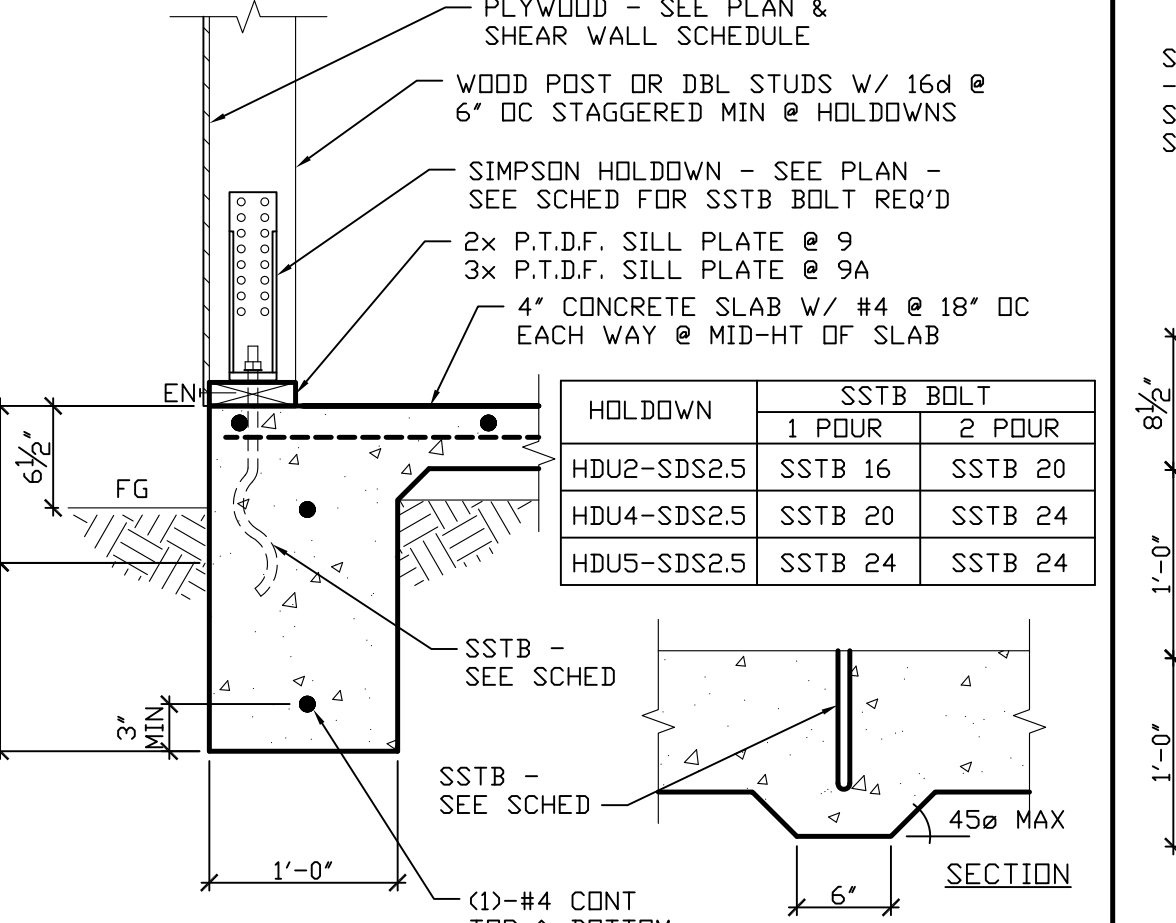 PLYWOOD - SEE PLAN &
SHEAR WALL SCHEDULE
WOOD POST OR DBL STUDS W/ 16d @
6" OC STAGGERED MIN @ HOLDOWNS
SIMPSON HOLDOWN - SEE PLAN -
SEE SCHED FOR SSTB BOLT REQ'D
2x P.T.D.F. SILL PLATE @ 9
3x P.T.D.F. SILL PLATE @ 9A
4" CONCRETE SLAB W/ #4 @ 18" OC
EACH WAY @ MID-HT OF SLAB
EN
6½"
FG
HOLDOWN
SSTB BOLT
1 POUR
2 POUR
HDU2-SDS2.5
SSTB 16
SSTB 20
HDU4-SDS2.5
SSTB 20
SSTB 24
HDU5-SDS2.5
SSTB 24
SSTB 24
SSTB -
SEE SCHED
3"
MIN
SSTB -
SEE SCHED
45ø MAX
SECTION
6"
1'-0"
(1)-#4 CONT
TOP & BOTTOM
8½"
1'-0"
1'-0"
S
-
S
S